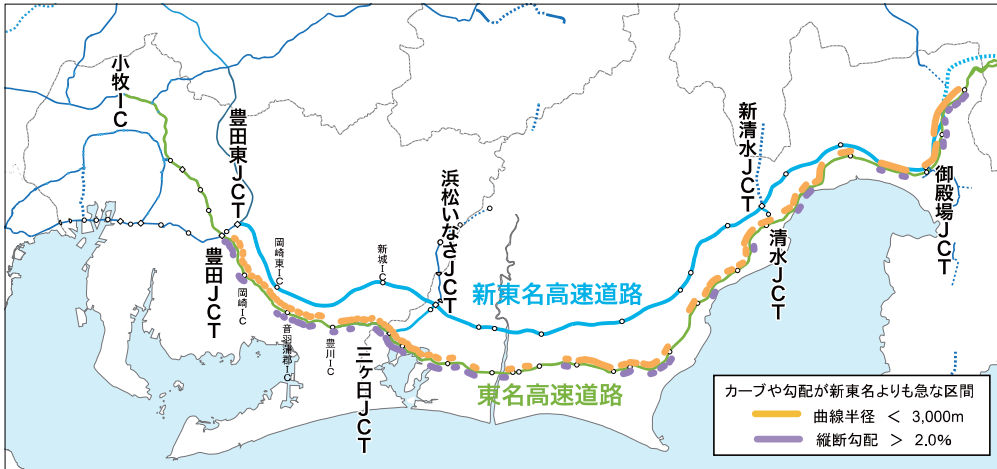 小牧IC
豊田東JCT
豊田JCT
岡崎東IC
岡崎IC
音羽蒲郡IC
豊川IC
新城IC
三ヶ日JCT
浜松いなさJCT
新東名高速道路
東名高速道路
新清水JCT
清水JCT
御殿場JCT
カーブや勾配が新東名よりも急な区間
曲線半径 < 3,000m
縦断勾配 > 2.0%